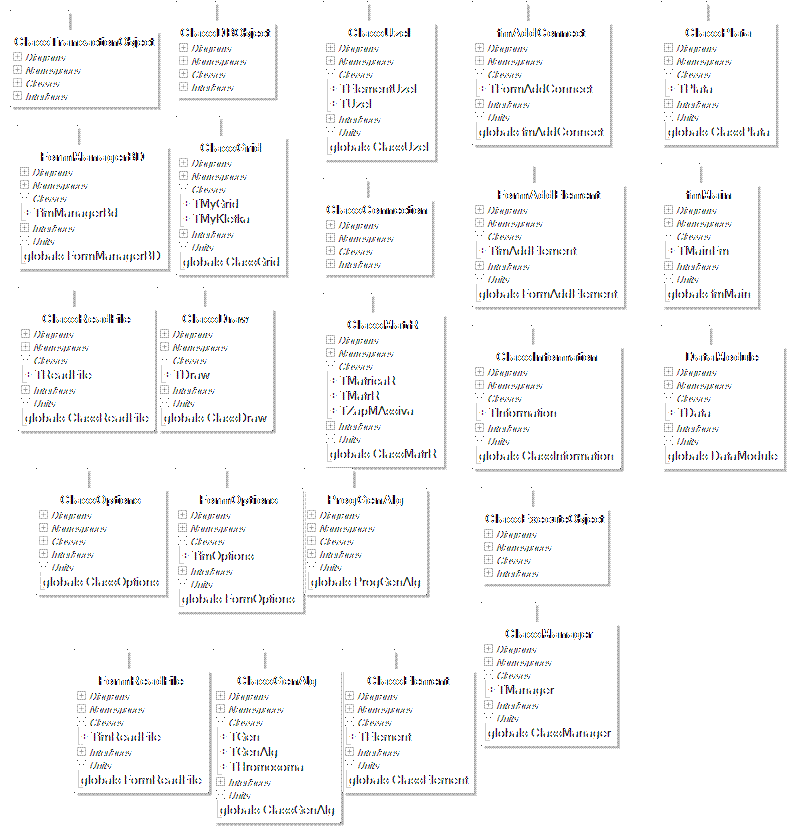 ClassTransactionObject
Diagrams
Namespaces
Classes
Interfaces
ClassDBObject
Diagrams
Namespaces
Classes
Interfaces
ClassUzel
Diagrams
Namespaces
Classes
TElementUzel
TUzel
Interfaces
Units
globals ClassUzel
fmAddConnect
Diagrams
Namespaces
Classes
TFormAddConnect
Interfaces
Units
globals fmAddConnect
ClassPlata
Diagrams
Namespaces
Classes
TPlata
Interfaces
Units
globals ClassPlata
FormManagerBD
Diagrams
Namespaces
Classes
TfmManagerBd
Interfaces
Units
globals FormManagerBD
ClassGrid
Diagrams
Namespaces
Classes
TMyGrid
TMyKletka
Interfaces
Units
globals ClassGrid
ClassConnection
Diagrams
Namespaces
Classes
Interfaces
FormAddElement
Diagrams
Namespaces
Classes
TfmAddElement
Interfaces
Units
globals FormAddElement
fmMain
Diagrams
Namespaces
Classes
TMainFm
Interfaces
Units
globals fmMain
ClassReadFile
Diagrams
Namespaces
Classes
TReadFile
Interfaces
Units
globals ClassReadFile
ClassDraw
Diagrams
Namespaces
Classes
TDraw
Interfaces
Units
globals ClassDraw
ClassMatrR
Diagrams
Namespaces
Classes
TMatricaR
TMatrR
TZapMAssiva
Interfaces
Units
globals ClassMatrR
ClassInformation
Diagrams
Namespaces
Classes
TInformation
Interfaces
Units
globals ClassInformation
DataModule
Diagrams
Namespaces
Classes
TData
Interfaces
Units
globals DataModule
ClassOptions
Diagrams
Namespaces
Classes
Interfaces
Units
globals ClassOptions
FormOptions
Diagrams
Namespaces
Classes
TfmOptions
Interfaces
Units
globals FormOptions
ProgGenAlg
Diagrams
Namespaces
Classes
Interfaces
Units
globals ProgGenAlg
ClassExecuteObject
Diagrams
Namespaces
Classes
Interfaces
ClassManager
Diagrams
Namespaces
Classes
TManager
Interfaces
Units
globals ClassManager
FormReadFile
Diagrams
Namespaces
Classes
TfmReadFile
Interfaces
Units
globals FormReadFile
ClassGenAlg
Diagrams
Namespaces
Classes
TGen
TGenAlg
THromosoma
Interfaces
Units
globals ClassGenAlg
ClassElement
Diagrams
Namespaces
Classes
TElement
Interfaces
Units
globals ClassElement